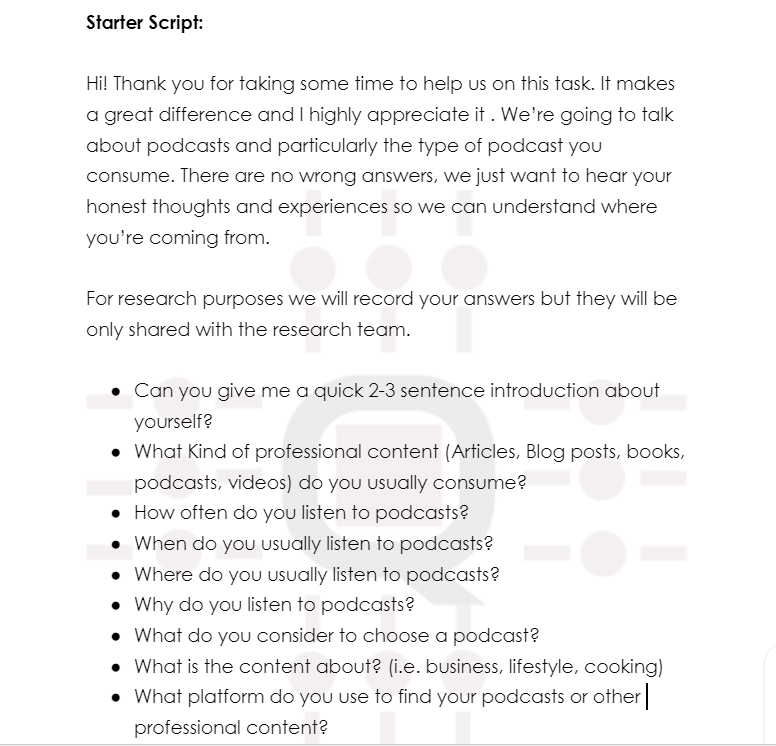 Starter Script:
Hi! Thank you for taking some time to help us on this task. It makes
a great difference and I highly appreciate it . We're going to talk
about podcasts and particularly the type of podcast you
consume. There are no wrong answers, we just want to hear your
honest thoughts and experiences so we can understand where
you're coming from.
For research purposes we will record your answers but they will be
only shared with the research team.
• Can you give me a quick 2-3 sentence introduction about
yourself?
• What Kind of professional content (Articles, Blog posts, books,
podcasts, videos) do you usually consume?
• How often do you listen to podcasts?
• When do you usually listen to podcasts?
• Where do you usually listen to podcasts?
• Why do you listen to podcasts?
• What do you consider to choose a podcast?
• What is the content about? (i.e. business, lifestyle, cooking)
• What platform do you use to find your podcasts or other
professional content?